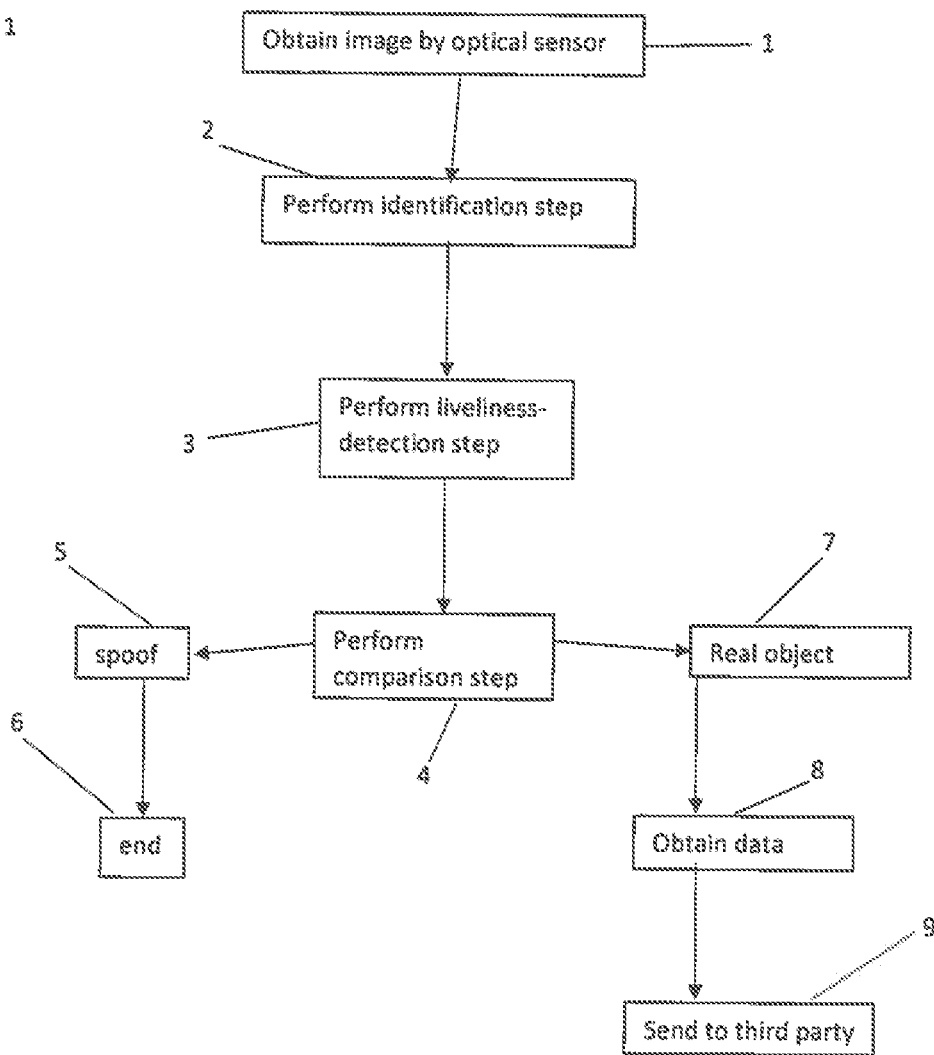 1
Obtain image by optical sensor
1
2
Perform identification step
Perform liveliness-
detection step
3
5
7
spoof
Perform
comparison step
Real object
6
4
8
end
Obtain data
9
Send to third party